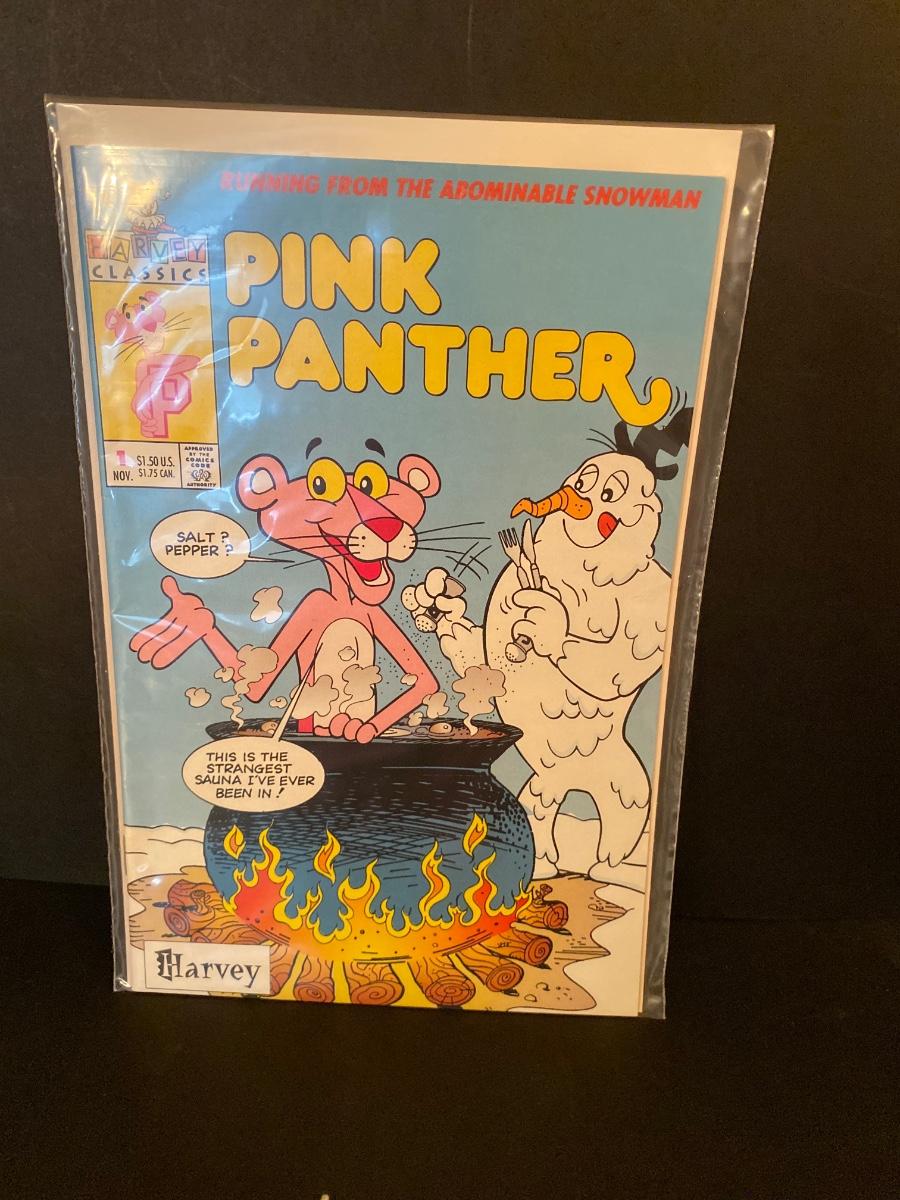 RUNNING FROM THE ABOMINABLE SNOWMAN
HARVEY
CLASSICS
PINK
PANTHER
P
1
NOV.
$1.50 U.S.
$1.75 CAN.
APPROVED
BY THE
COMICS
CODE
AUTHORITY
SALT?
PEPPER?
THIS IS THE
STRANGEST
SAUNA I'VE EVER
BEEN IN!
Harvey